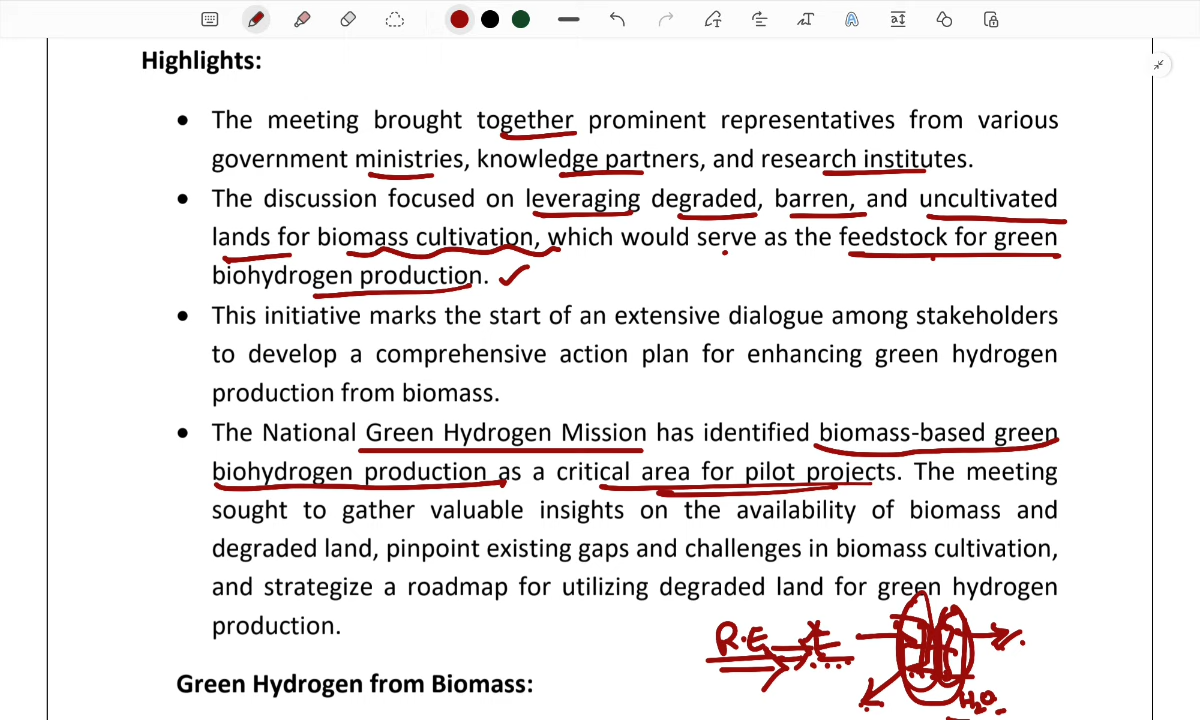 Highlights:
• The meeting brought together prominent representatives from various
government ministries, knowledge partners, and research institutes.
• The discussion focused on leveraging degraded, barren, and uncultivated
lands for biomass cultivation, which would serve as the feedstock for green
biohydrogen production.
• This initiative marks the start of an extensive dialogue among stakeholders
to develop a comprehensive action plan for enhancing green hydrogen
production from biomass.
• The National Green Hydrogen Mission has identified biomass-based green
biohydrogen production as a critical area for pilot projects. The meeting
sought to gather valuable insights on the availability of biomass and
degraded land, pinpoint existing gaps and challenges in biomass cultivation,
and strategize a roadmap for utilizing degraded land for green hydrogen
production.
R.E
H₂O
Green Hydrogen from Biomass: